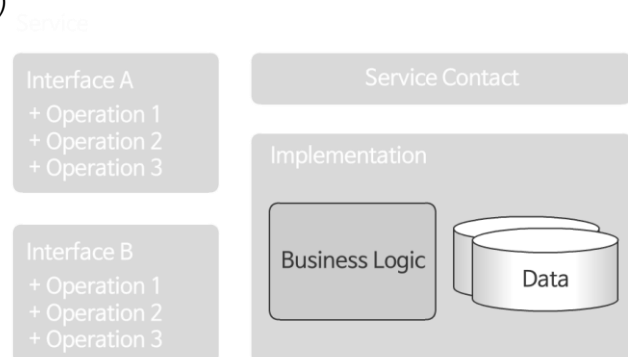 )
Service
Interface A
+ Operation 1
+ Operation 2
+ Operation 3
Service Contact
Implementation
Business Logic
Data
Interface B
+ Operation 1
+ Operation 2
+ Operation 3